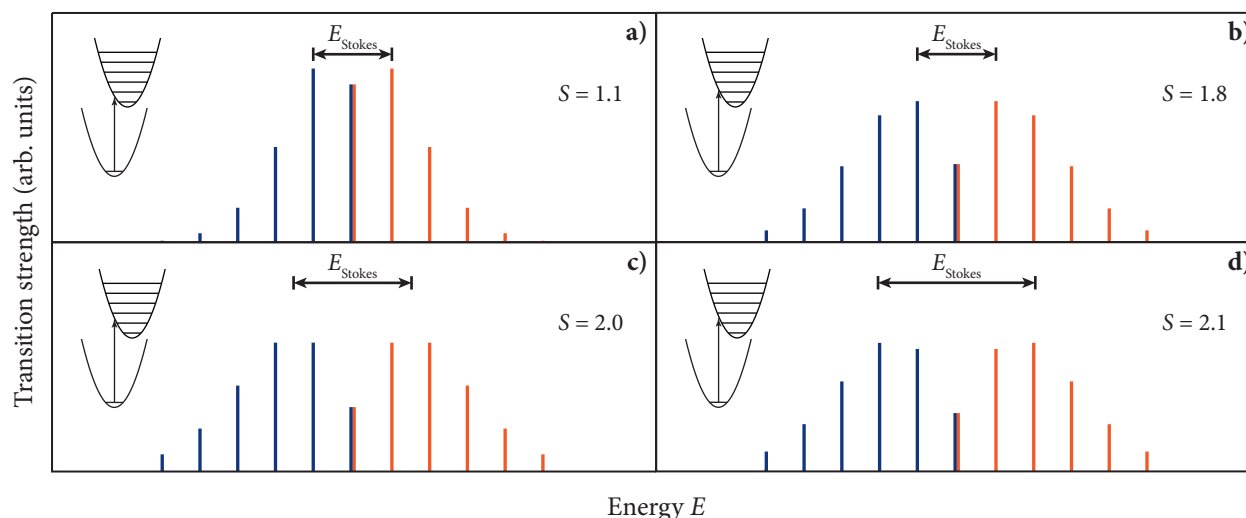 a)
E_Stokes
S = 1.1
b)
E_Stokes
S = 1.8
c)
E_Stokes
S = 2.0
d)
E_Stokes
S = 2.1
Transition strength (arb. units)
Energy E